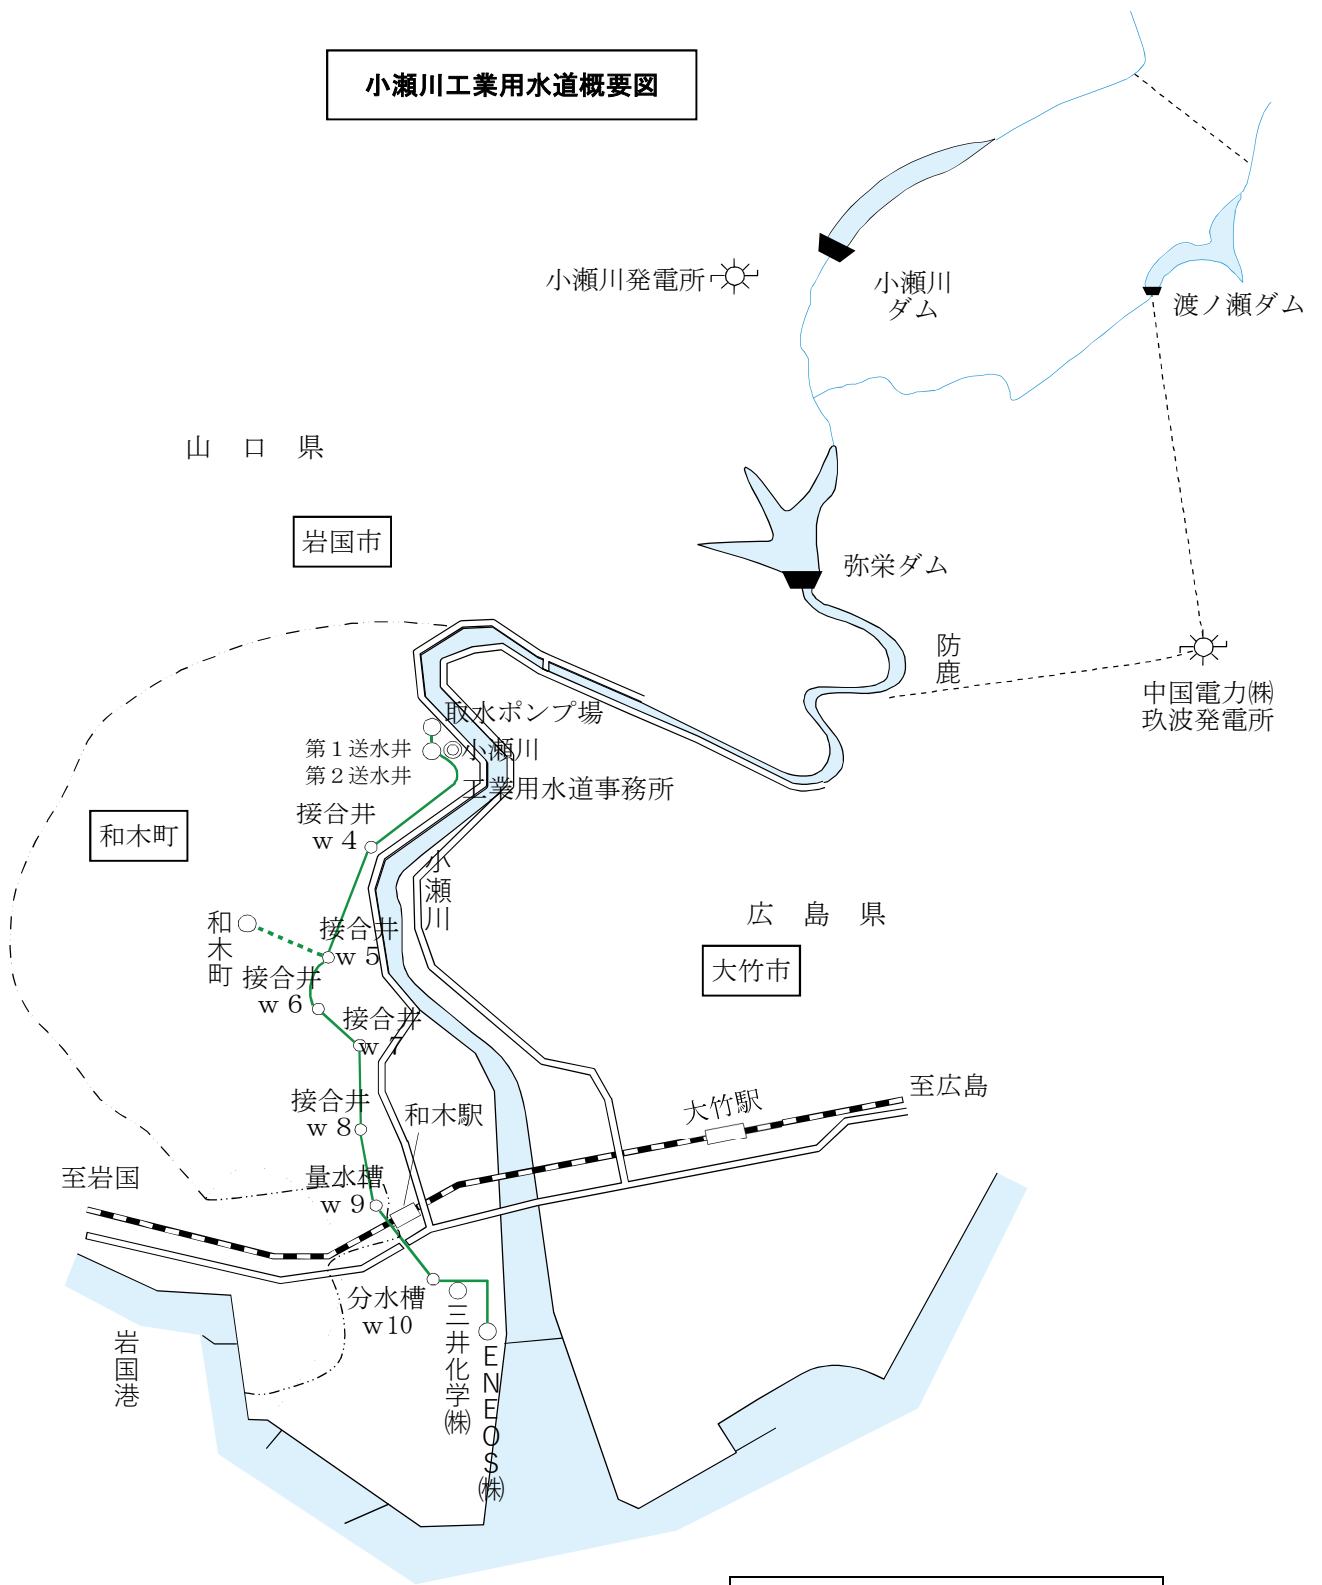 小瀬川工業用水道概要図
小瀬川発電所
小瀬川
ダム
渡ノ瀬ダム
山口県
岩国市
弥栄ダム
防鹿
中国電力㈱
玖波発電所
取水ポンプ場
第１送水井
第２送水井
小瀬川
工業用水道事務所
接合井
ｗ４
和木町
小瀬川
和木町
接合井
ｗ５
広島県
大竹市
接合井
ｗ６
接合井
ｗ７
接合井
ｗ８
和木駅
大竹駅
至広島
至岩国
量水槽
ｗ９
分水槽
ｗ10
岩国港
三井化学㈱
ＥＮＥＯＳ㈱